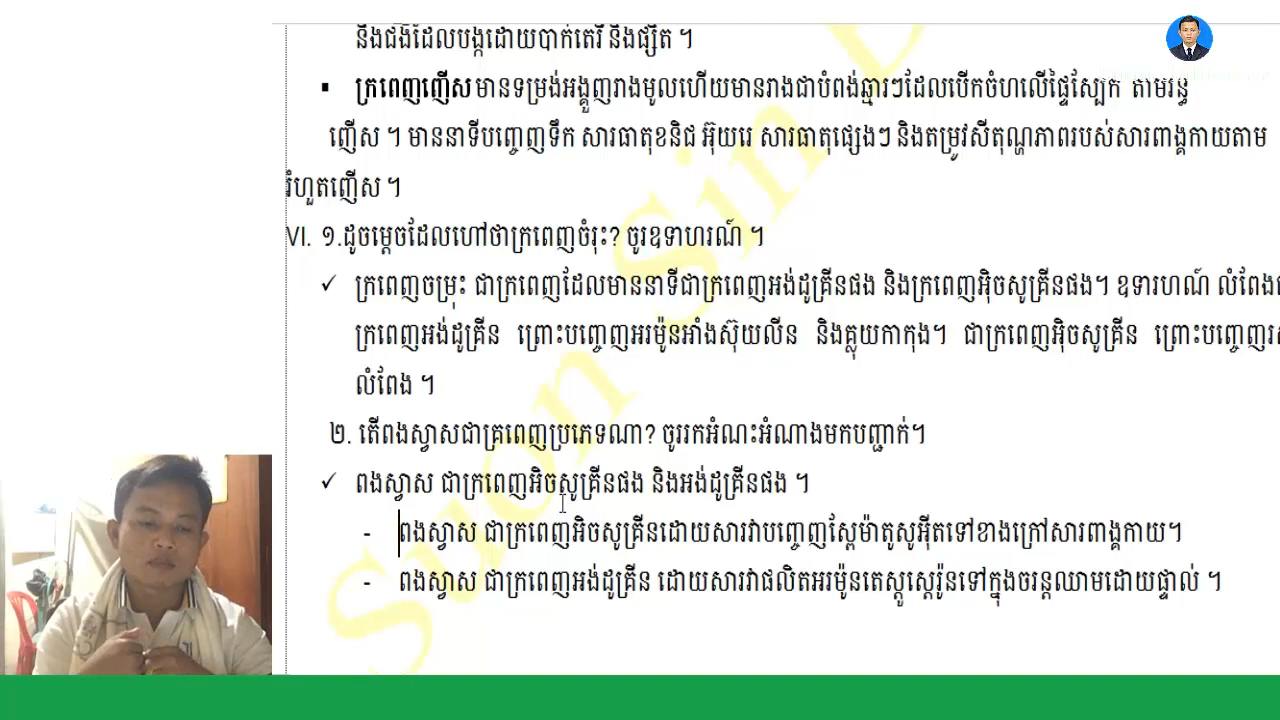 នឹងជំងឺដែលបង្កដោយបាក់តេរី និងផ្សិត ។
▪ ក្រពេញញើស មានទម្រង់អង្គួញរាងមូលហើយមានរាងជាបំពង់ឆ្មារៗដែលបើកចំហលើផ្ទៃស្បែក តាមរន្ធ
ញើស ។ មាននាទីបញ្ចេញទឹក សារធាតុខនិជ អ៊ុយរេ សារធាតុផ្សេងៗ និងតម្រូវសីតុណ្ហភាពរបស់សារពាង្គកាយតាម
រំហួតញើស ។
VI. ១.ដូចម្ដេចដែលហៅថាក្រពេញចំរុះ? ចូរឧទាហរណ៍ ។
✓ ក្រពេញចម្រុះ ជាក្រពេញដែលមាននាទីជាក្រពេញអង់ដូគ្រីនផង និងក្រពេញអ៊ិចសូគ្រីនផង។ ឧទារហណ៍ លំពែង
ក្រពេញអង់ដូគ្រីន ព្រោះបញ្ចេញអរម៉ូនអាំងស៊ុយលីន និងគ្លុយកាកុង។ ជាក្រពេញអ៊ិចសូគ្រីន ព្រោះបញ្ចេញ
លំពែង ។
២. តើពងស្វាសជាគ្រពេញប្រភេទណា? ចូររកអំណះអំណាងមកបញ្ជាក់។
✓ ពងស្វាស ជាក្រពេញអិចសូគ្រីនផង និងអង់ដូគ្រីនផង ។
- ពងស្វាស ជាក្រពេញអិចសូគ្រីនដោយសារវាបញ្ចេញស្ពែម៉ាតូសូអ៊ីតទៅខាងក្រៅសារពាង្គកាយ។
- ពងស្វាស ជាក្រពេញអង់ដូគ្រីន ដោយសារវាផលិតអរម៉ូនតេស្តូស្តេរ៉ូនទៅក្នុងចរន្តឈាមដោយផ្ទាល់ ។
Suon Sin